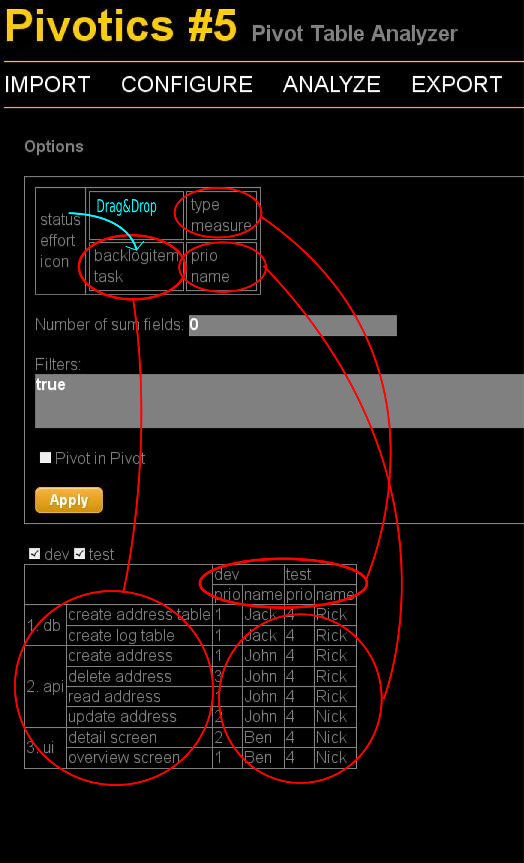 Pivotics #5 Pivot Table Analyzer
IMPORT CONFIGURE ANALYZE EXPORT
Options
status
effort
icon
Drag&Drop
type
measure
backlogitem
task
prio
name
Number of sum fields: 0
Filters:
true
Pivot in Pivot
Apply
dev test
dev test
prio name prio name
1. db create address table 1 Jack 4 Rick
create log table 1 Jack 4 Rick
2. api create address 1 John 4 Rick
delete address 3 John 4 Rick
read address John 4 Rick
update address 2 John 4 Nick
3. ui detail screen 2 Ben 4 Nick
overview screen 1 Ben 4 Nick